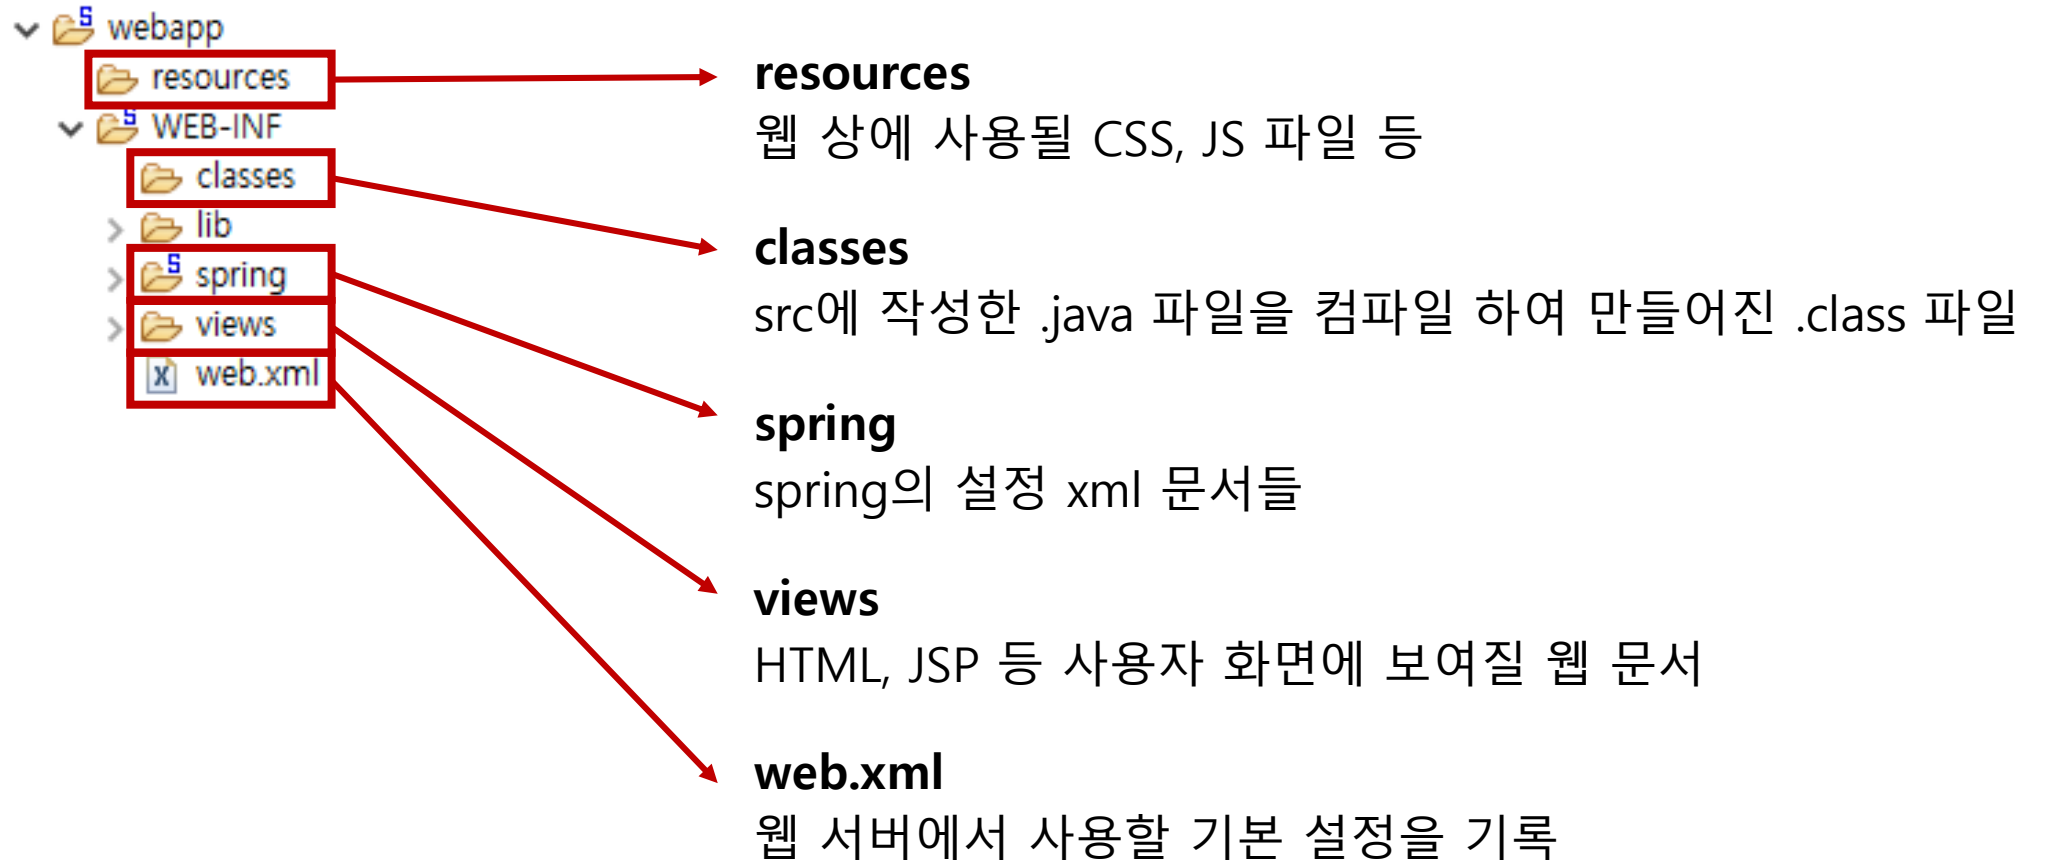 webapp
resources
WEB-INF
classes
lib
spring
views
web.xml
resources
웹 상에 사용될 CSS, JS 파일 등
classes
src에 작성한 .java 파일을 컴파일 하여 만들어진 .class 파일
spring
spring의 설정 xml 문서들
views
HTML, JSP 등 사용자 화면에 보여질 웹 문서
web.xml
웹 서버에서 사용할 기본 설정을 기록